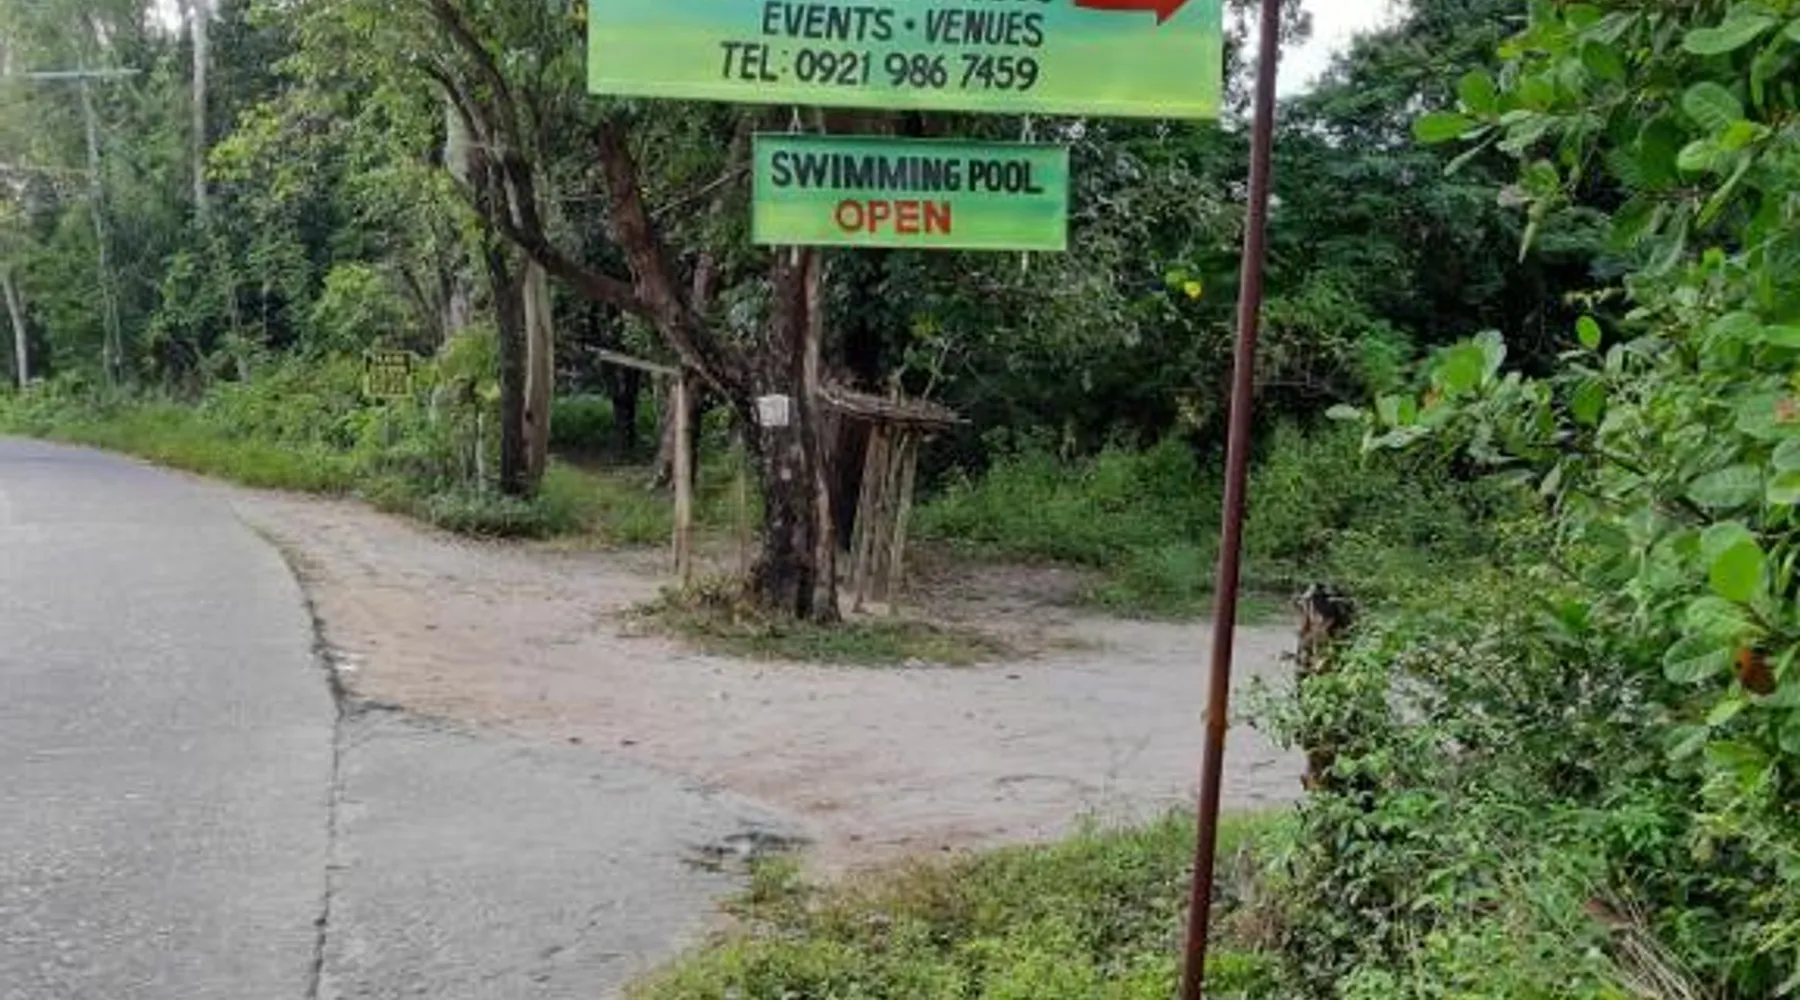 EVENTS • VENUES
TEL: 0921 986 7459
SWIMMING POOL
OPEN